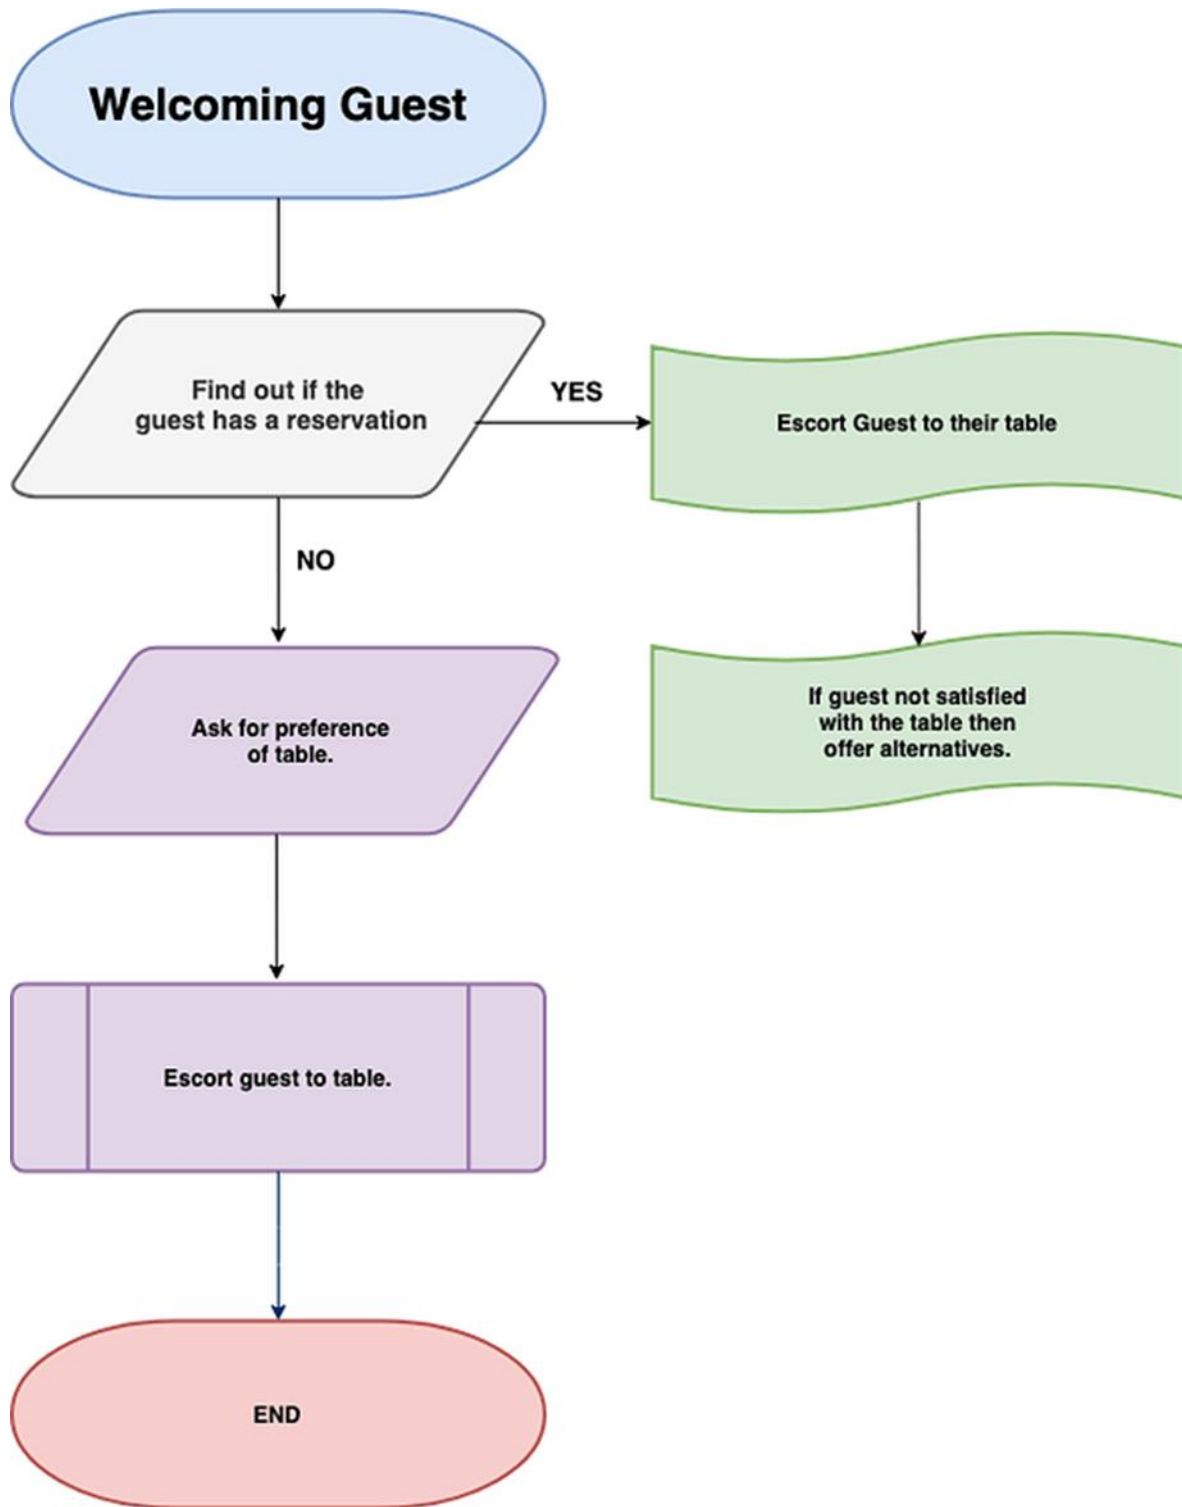 Welcoming Guest
Find out if the
guest has a reservation
YES
Escort Guest to their table
NO
Ask for preference
of table.
If guest not satisfied
with the table then
offer alternatives.
Escort guest to table.
END